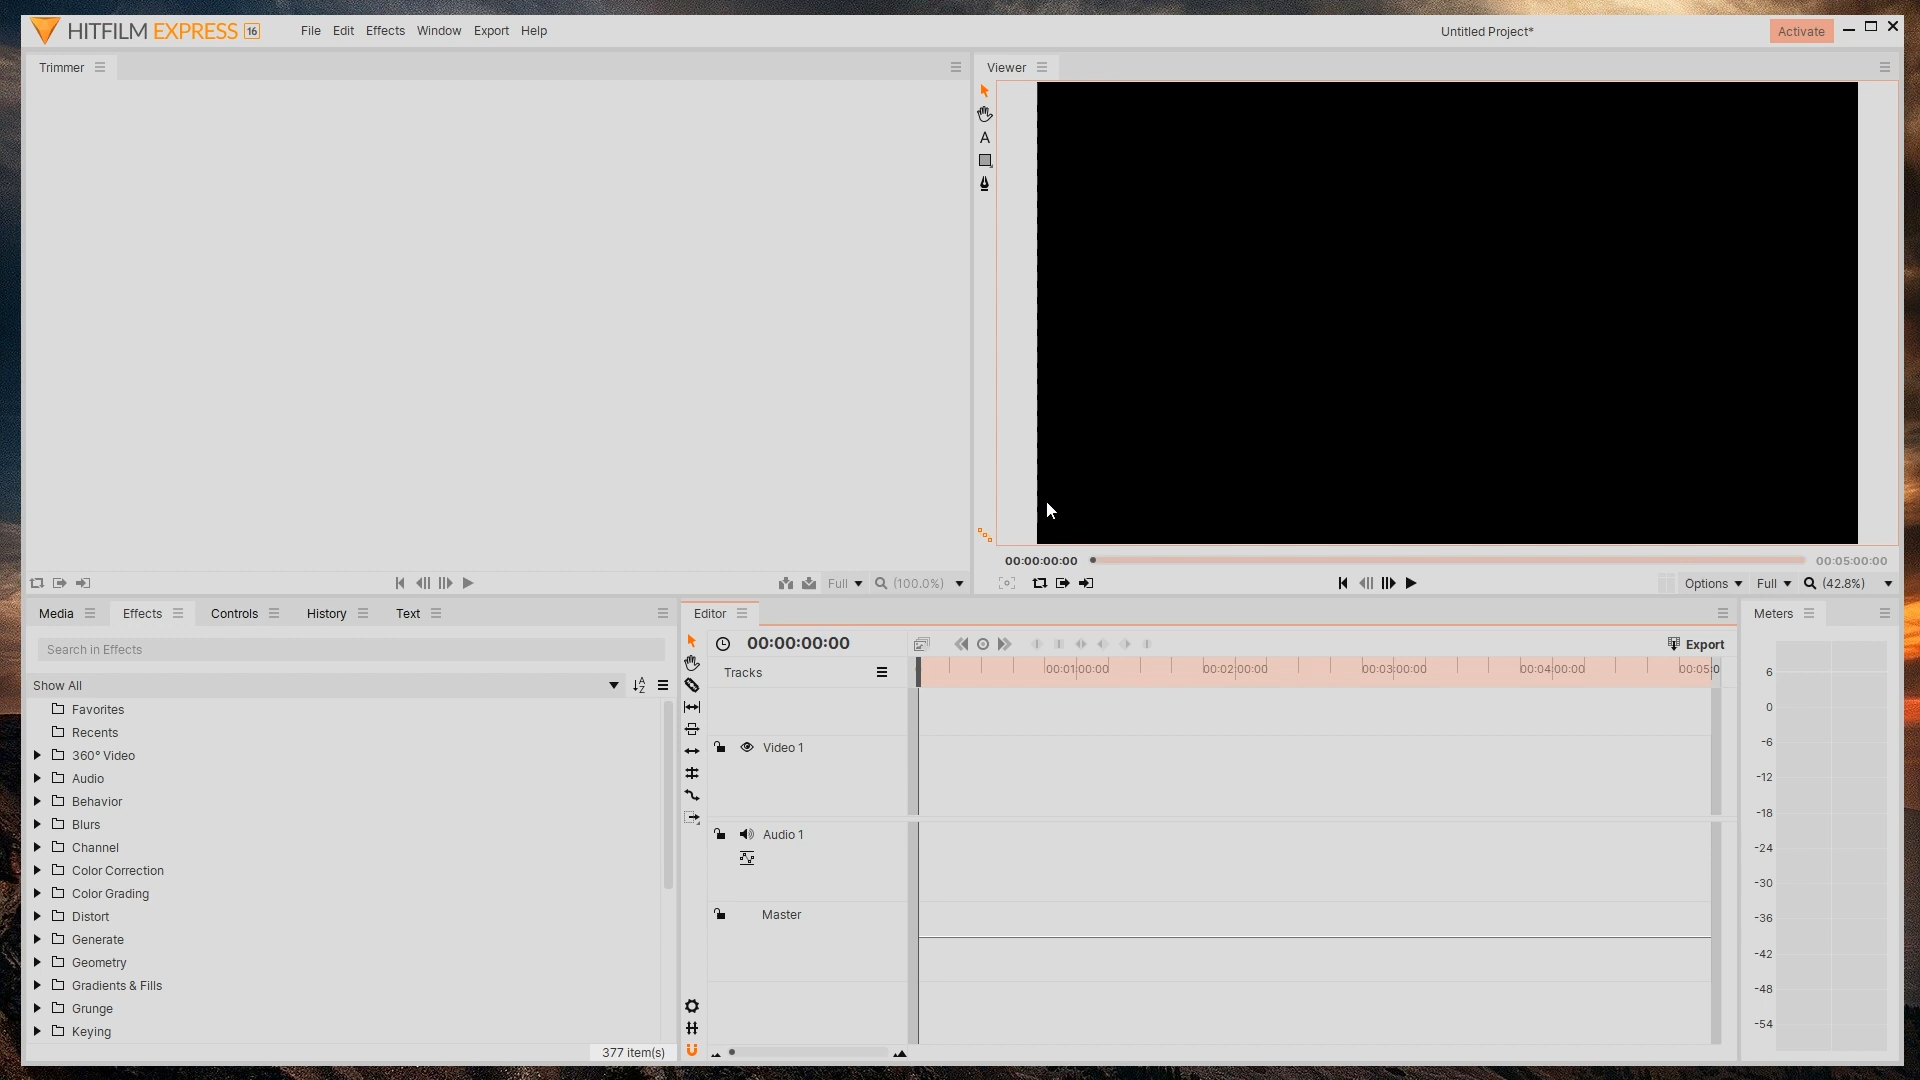 HITFILM EXPRESS 16
File Edit Effects Window Export Help
Untitled Project*
Activate
Trimmer
Viewer
A
00:00:00:00
00:05:00:00
Full
(100.0%)
Options
Full
(42.8%)
Media
Effects
Controls
History
Text
Editor
Meters
Search in Effects
00:00:00:00
Export
Tracks
00:01:00:00
00:02:00:00
00:03:00:00
00:04:00:00
00:05:0
Show All
Favorites
Recents
360° Video
Audio
Behavior
Blurs
Channel
Color Correction
Color Grading
Distort
Generate
Geometry
Gradients & Fills
Grunge
Keying
377 item(s)
Video 1
Audio 1
Master
6
0
-6
-12
-18
-24
-30
-36
-42
-48
-54